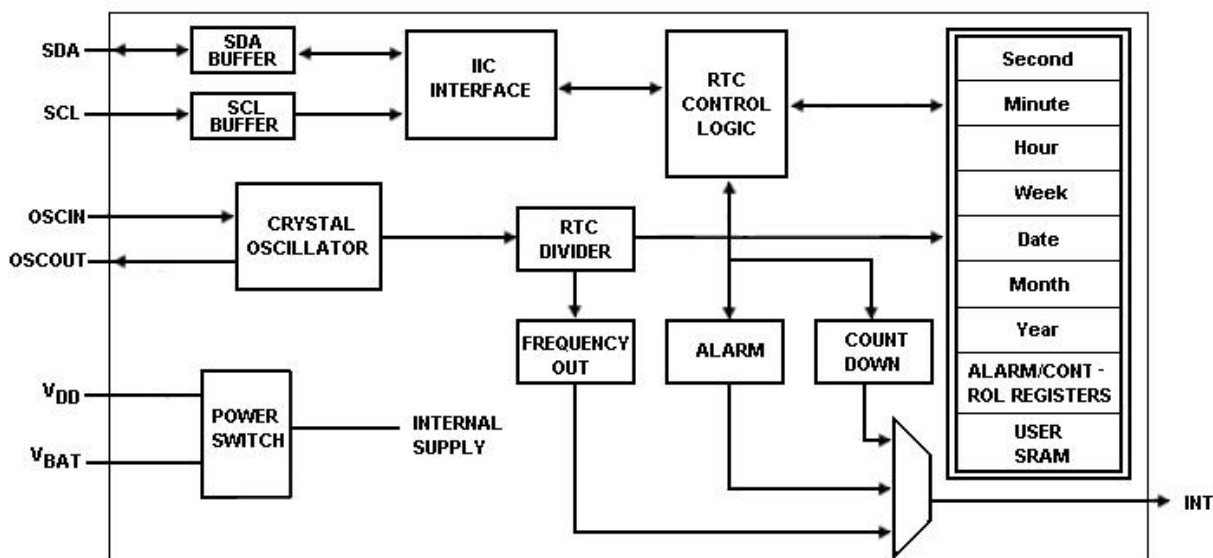 SDA
SDA
BUFFER
IIC
INTERFACE
RTC
CONTROL
LOGIC
SCL
SCL
BUFFER
OSCIN
OSCOUT
CRYSTAL
OSCILLATOR
RTC
DIVIDER
FREQUENCY
OUT
ALARM
COUNT
DOWN
VDD
VBAT
POWER
SWITCH
INTERNAL
SUPPLY
Second
Minute
Hour
Week
Date
Month
Year
ALARM/CONT -
ROL REGISTERS
USER
SRAM
INT